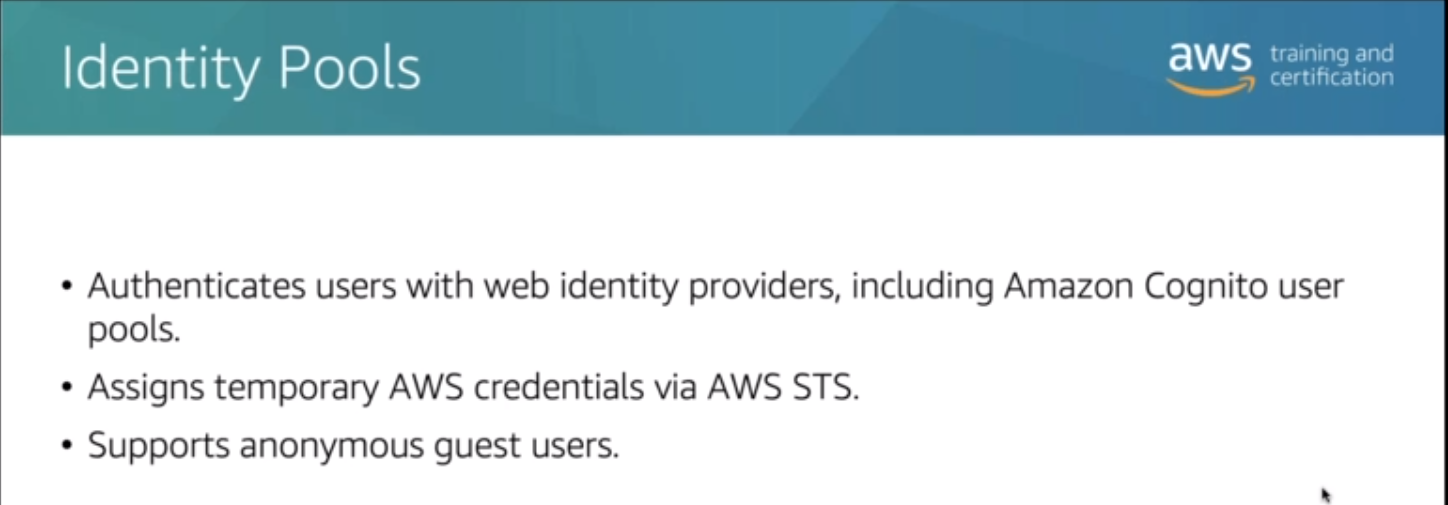 Identity Pools
aws training and
certification
• Authenticates users with web identity providers, including Amazon Cognito user
pools.
• Assigns temporary AWS credentials via AWS STS.
• Supports anonymous guest users.